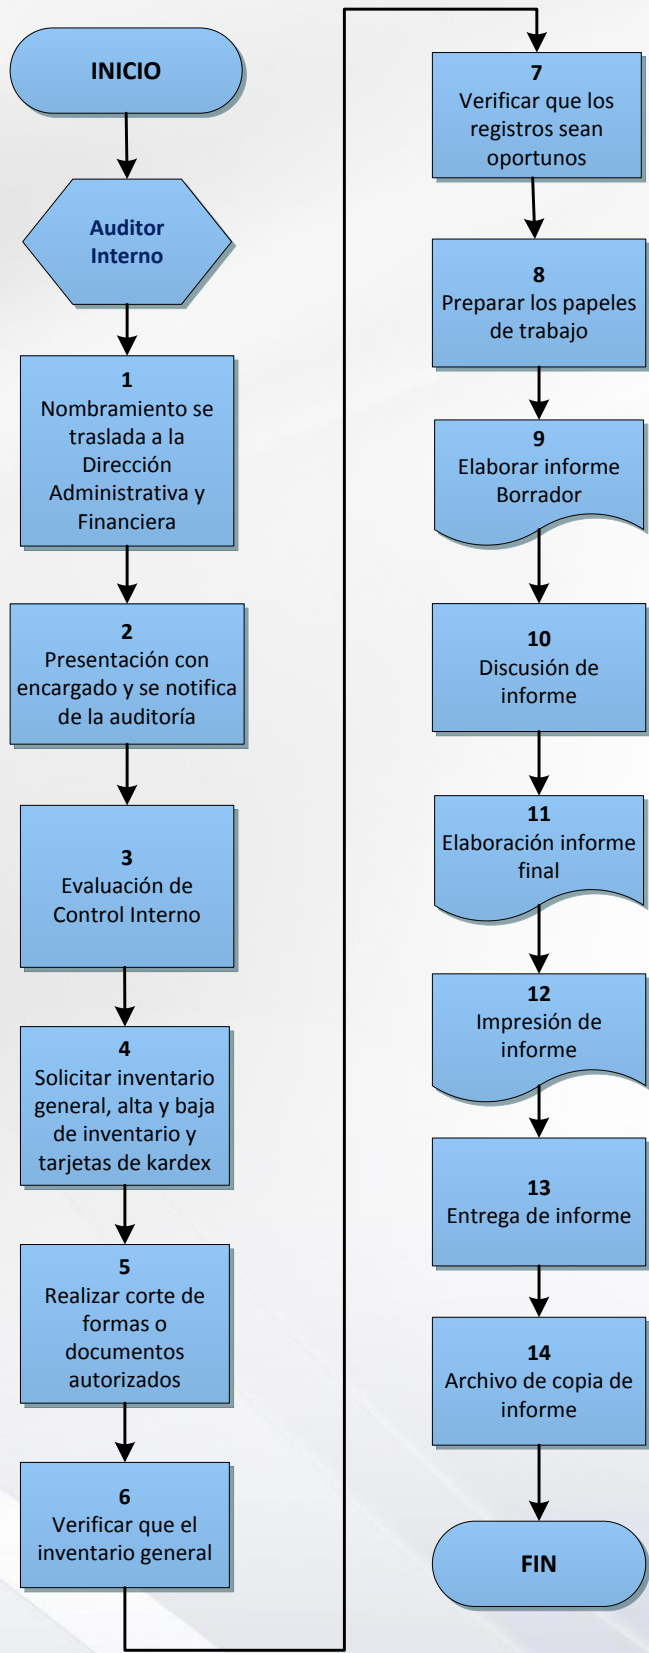 INICIO
Auditor
Interno
1
Nombramiento se
traslada a la
Dirección
Administrativa y
Financiera
2
Presentación con
encargado y se notifica
de la auditoría
3
Evaluación de
Control Interno
4
Solicitar inventario
general, alta y baja
de inventario y
tarjetas de kardex
5
Realizar corte de
formas o
documentos
autorizados
6
Verificar que el
inventario general
7
Verificar que los
registros sean
oportunos
8
Preparar los papeles
de trabajo
9
Elaborar informe
Borrador
10
Discusión de
informe
11
Elaboración informe
final
12
Impresión de
informe
13
Entrega de informe
14
Archivo de copia de
informe
FIN